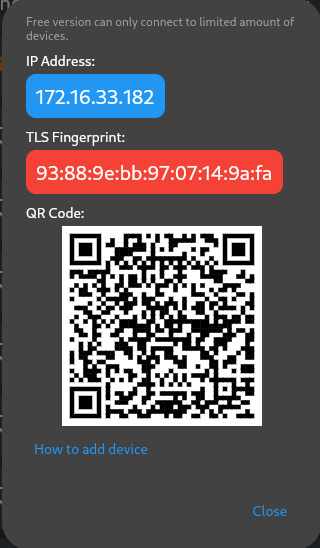 Free version can only connect to limited amount of
devices.
IP Address:
172.16.33.182
TLS Fingerprint:
93:88:9e:bb:97:07:14:9a:fa
QR Code:
How to add device
Close